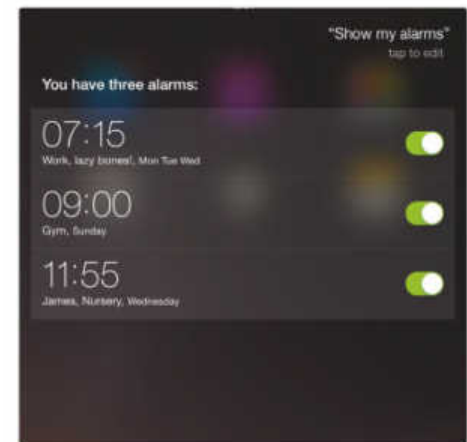 "Show my alarms"
tap to edit
You have three alarms:
07:15
Work, lazy bones!, Mon Tue Wed
09:00
Gym, Sunday
11:55
James, Nursery, Wednesday